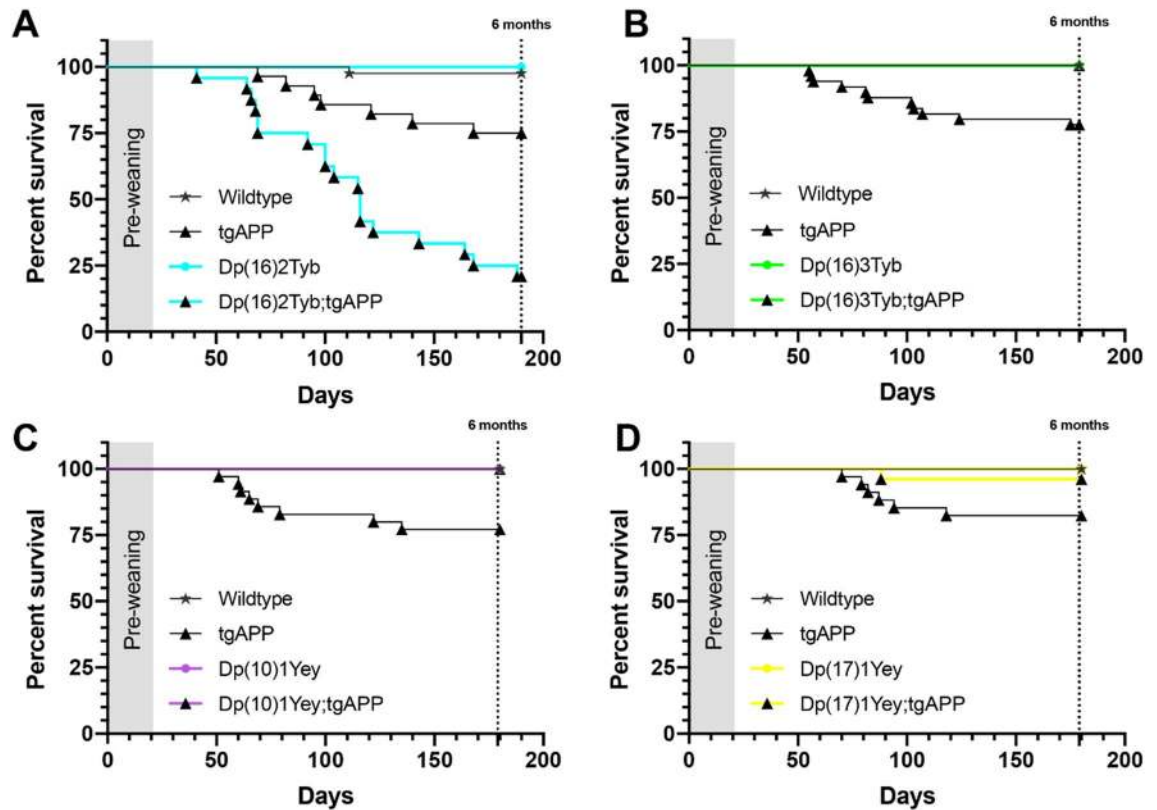 A
6 months
Percent survival
100
75
50
25
0
Pre-weaning
Wildtype
tgAPP
Dp(16)2Tyb
Dp(16)2Tyb;tgAPP
0
50
100
150
200
Days
B
6 months
Percent survival
100
75
50
25
0
Pre-weaning
Wildtype
tgAPP
Dp(16)3Tyb
Dp(16)3Tyb;tgAPP
0
50
100
150
200
Days
C
6 months
Percent survival
100
75
50
25
0
Pre-weaning
Wildtype
tgAPP
Dp(10)1Yey
Dp(10)1Yey;tgAPP
0
50
100
150
200
Days
D
6 months
Percent survival
100
75
50
25
0
Pre-weaning
Wildtype
tgAPP
Dp(17)1Yey
Dp(17)1Yey;tgAPP
0
50
100
150
200
Days